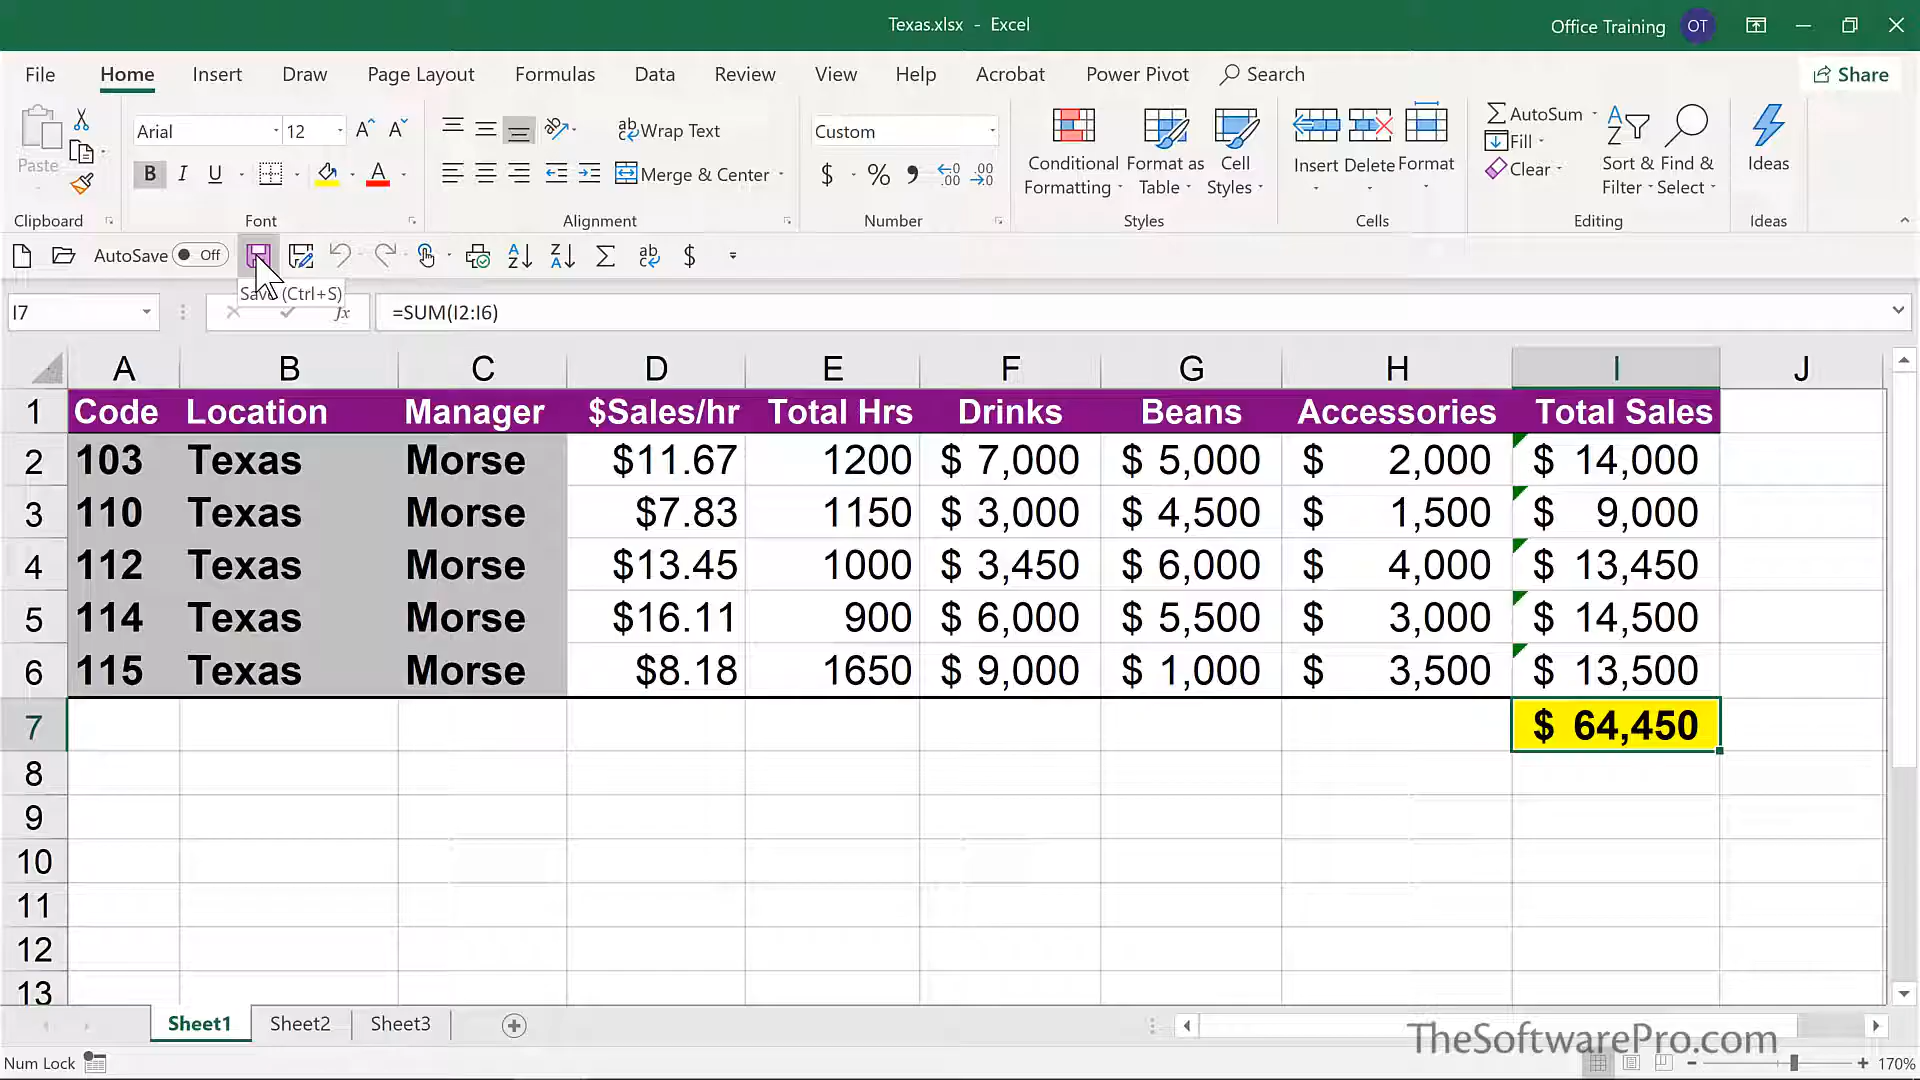 Texas.xlsx - Excel
Office Training OT
File Home Insert Draw Page Layout Formulas Data Review View Help Acrobat Power Pivot Search Share
Paste
Clipboard
Arial 12
B I U A
Font
Wrap Text
Merge & Center
Alignment
Custom
$ % , .00 .00
Number
Conditional Formatting
Format as Table
Cell Styles
Styles
Insert Delete Format
Cells
AutoSum
Fill
Clear
Sort & Filter
Find & Select
Editing
Ideas
Ideas
AutoSave Off
Save (Ctrl+S)
I7 fx =SUM(I2:I6)
A B C D E F G H I J
1 Code Location Manager $Sales/hr Total Hrs Drinks Beans Accessories Total Sales
2 103 Texas Morse $11.67 1200 $ 7,000 $ 5,000 $ 2,000 $ 14,000
3 110 Texas Morse $7.83 1150 $ 3,000 $ 4,500 $ 1,500 $ 9,000
4 112 Texas Morse $13.45 1000 $ 3,450 $ 6,000 $ 4,000 $ 13,450
5 114 Texas Morse $16.11 900 $ 6,000 $ 5,500 $ 3,000 $ 14,500
6 115 Texas Morse $8.18 1650 $ 9,000 $ 1,000 $ 3,500 $ 13,500
7 $ 64,450
8
9
10
11
12
13
Sheet1 Sheet2 Sheet3
TheSoftwarePro.com
Num Lock 170%